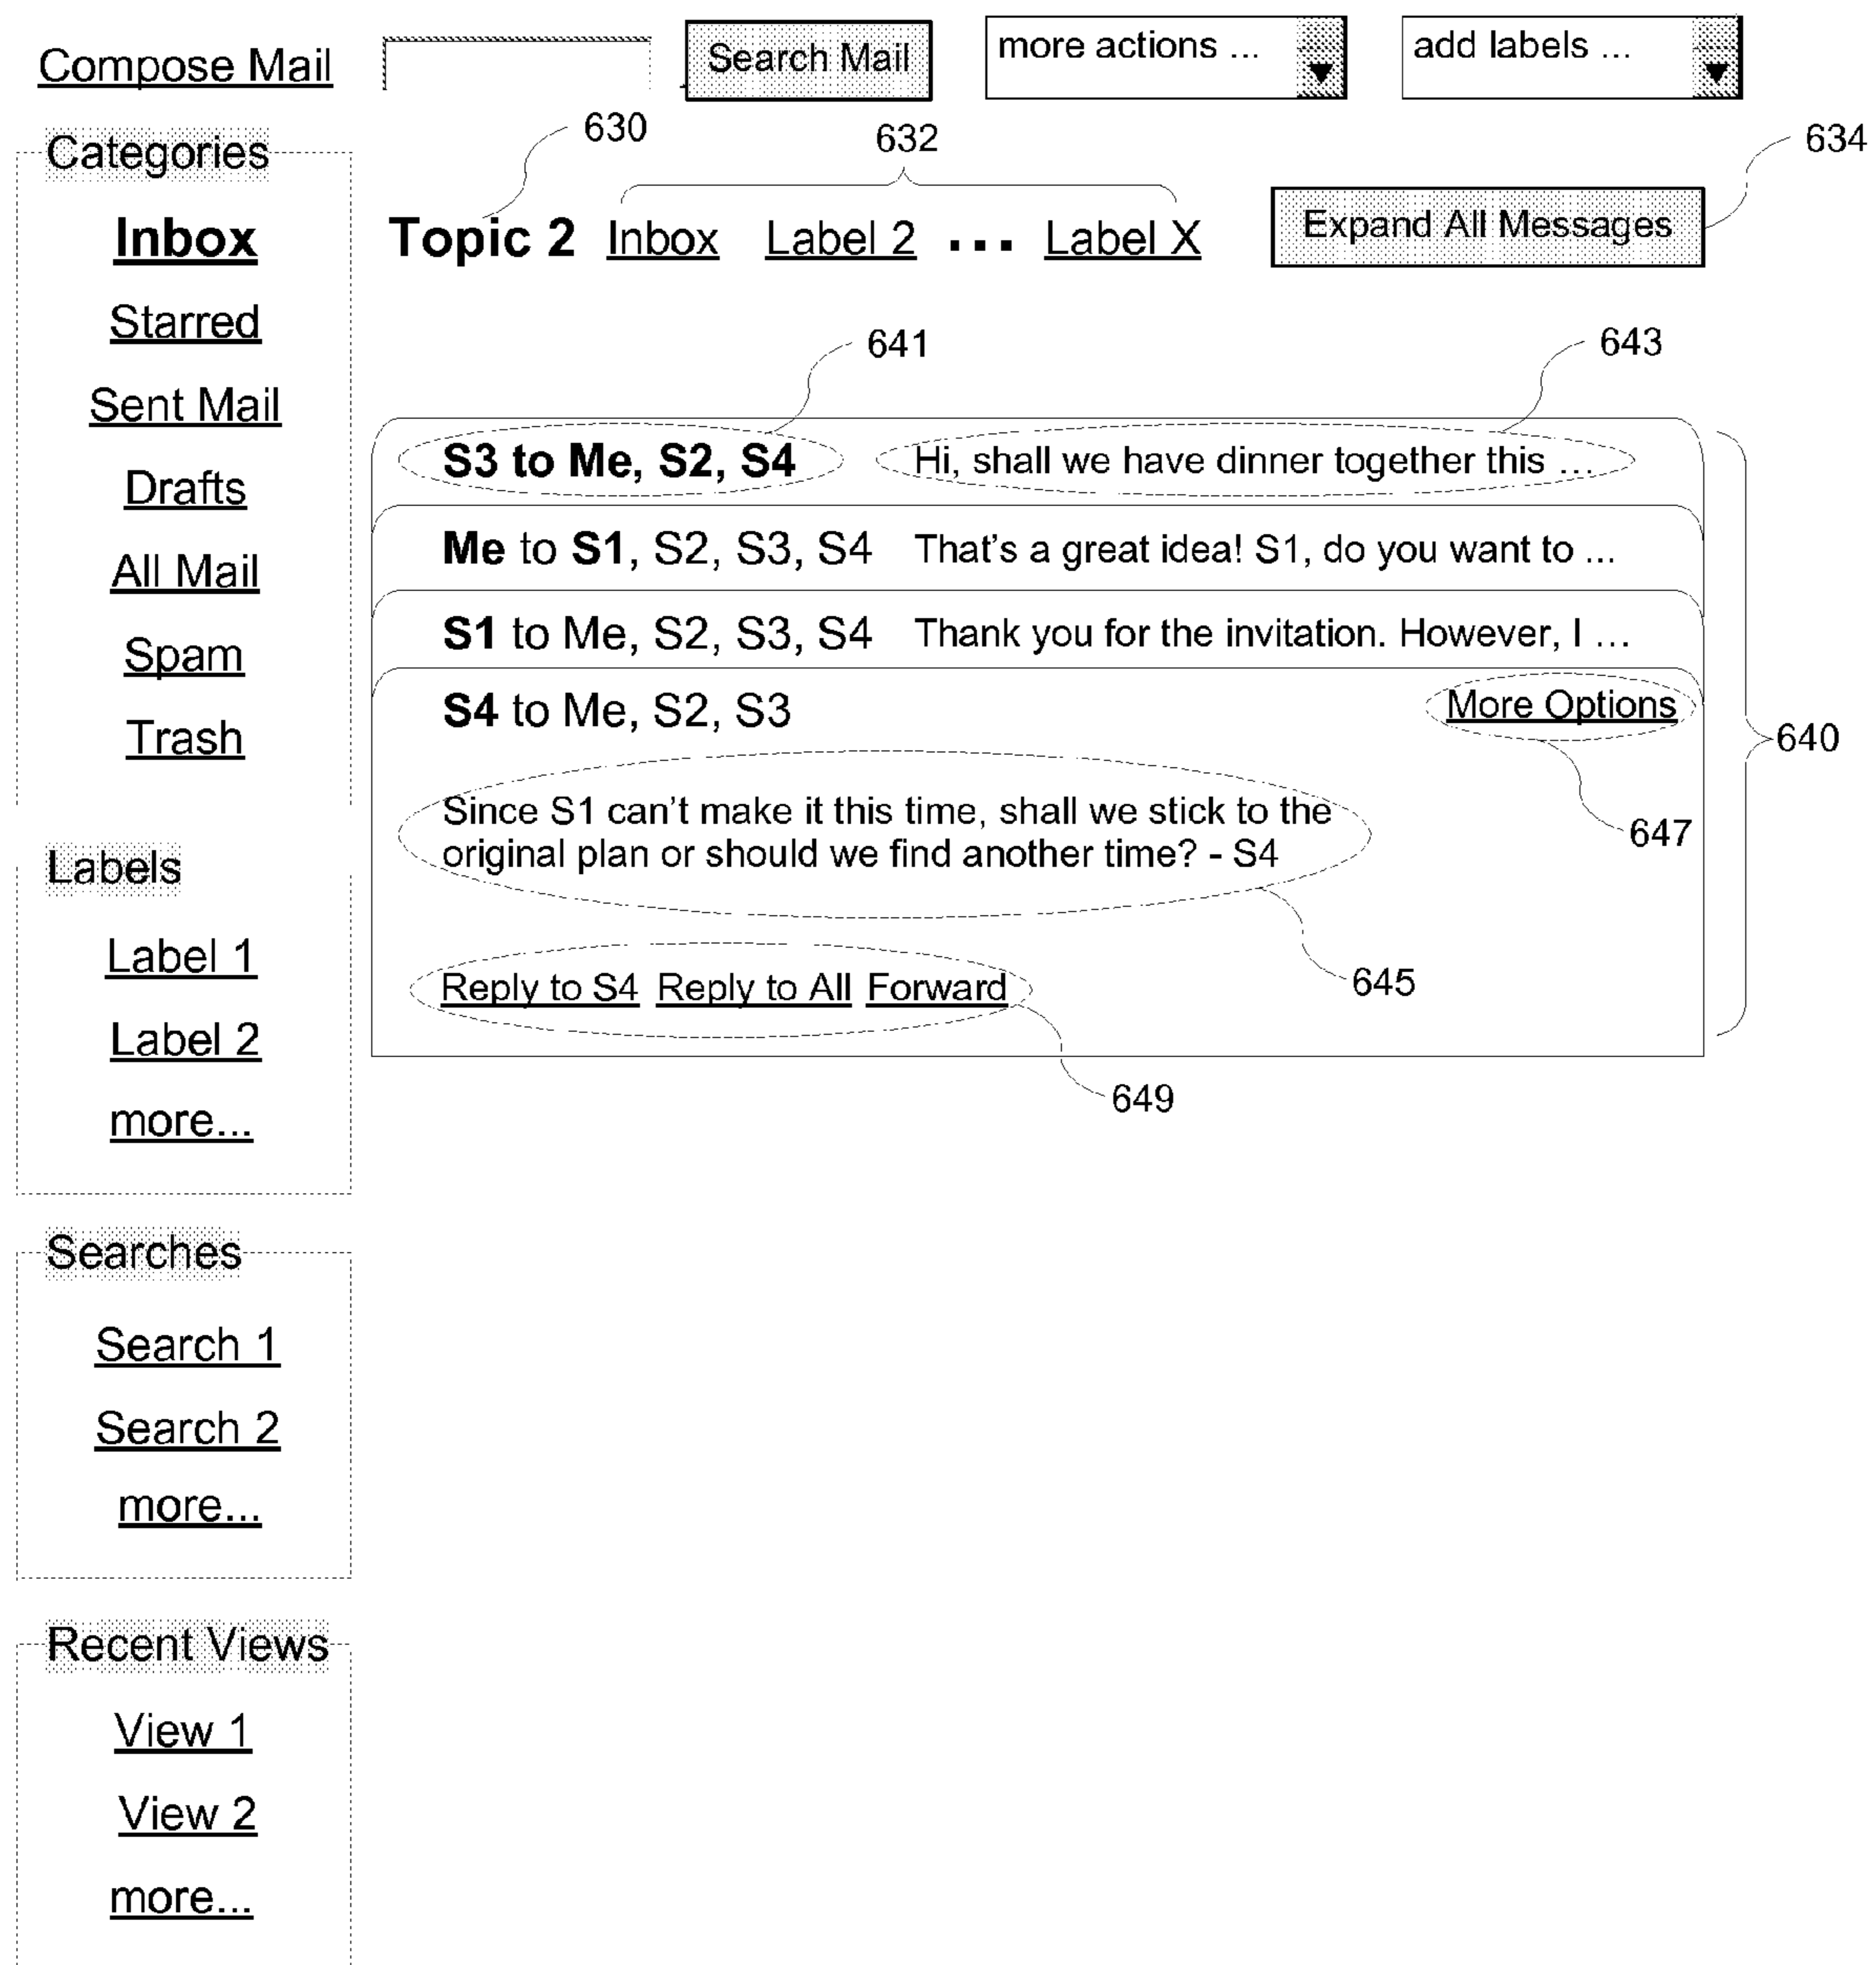 Compose Mail
Search Mail
more actions ...
add labels ...
630
632
634
Categories
Inbox
Starred
Sent Mail
Drafts
All Mail
Spam
Trash
Labels
Label 1
Label 2
more...
Searches
Search 1
Search 2
more...
Recent Views
View 1
View 2
more...
Topic 2 Inbox Label 2 ... Label X
Expand All Messages
641
643
S3 to Me, S2, S4 Hi, shall we have dinner together this ...
Me to S1, S2, S3, S4 That's a great idea! S1, do you want to ...
S1 to Me, S2, S3, S4 Thank you for the invitation. However, I ...
S4 to Me, S2, S3 More Options
640
647
Since S1 can't make it this time, shall we stick to the
original plan or should we find another time? - S4
645
Reply to S4 Reply to All Forward
649